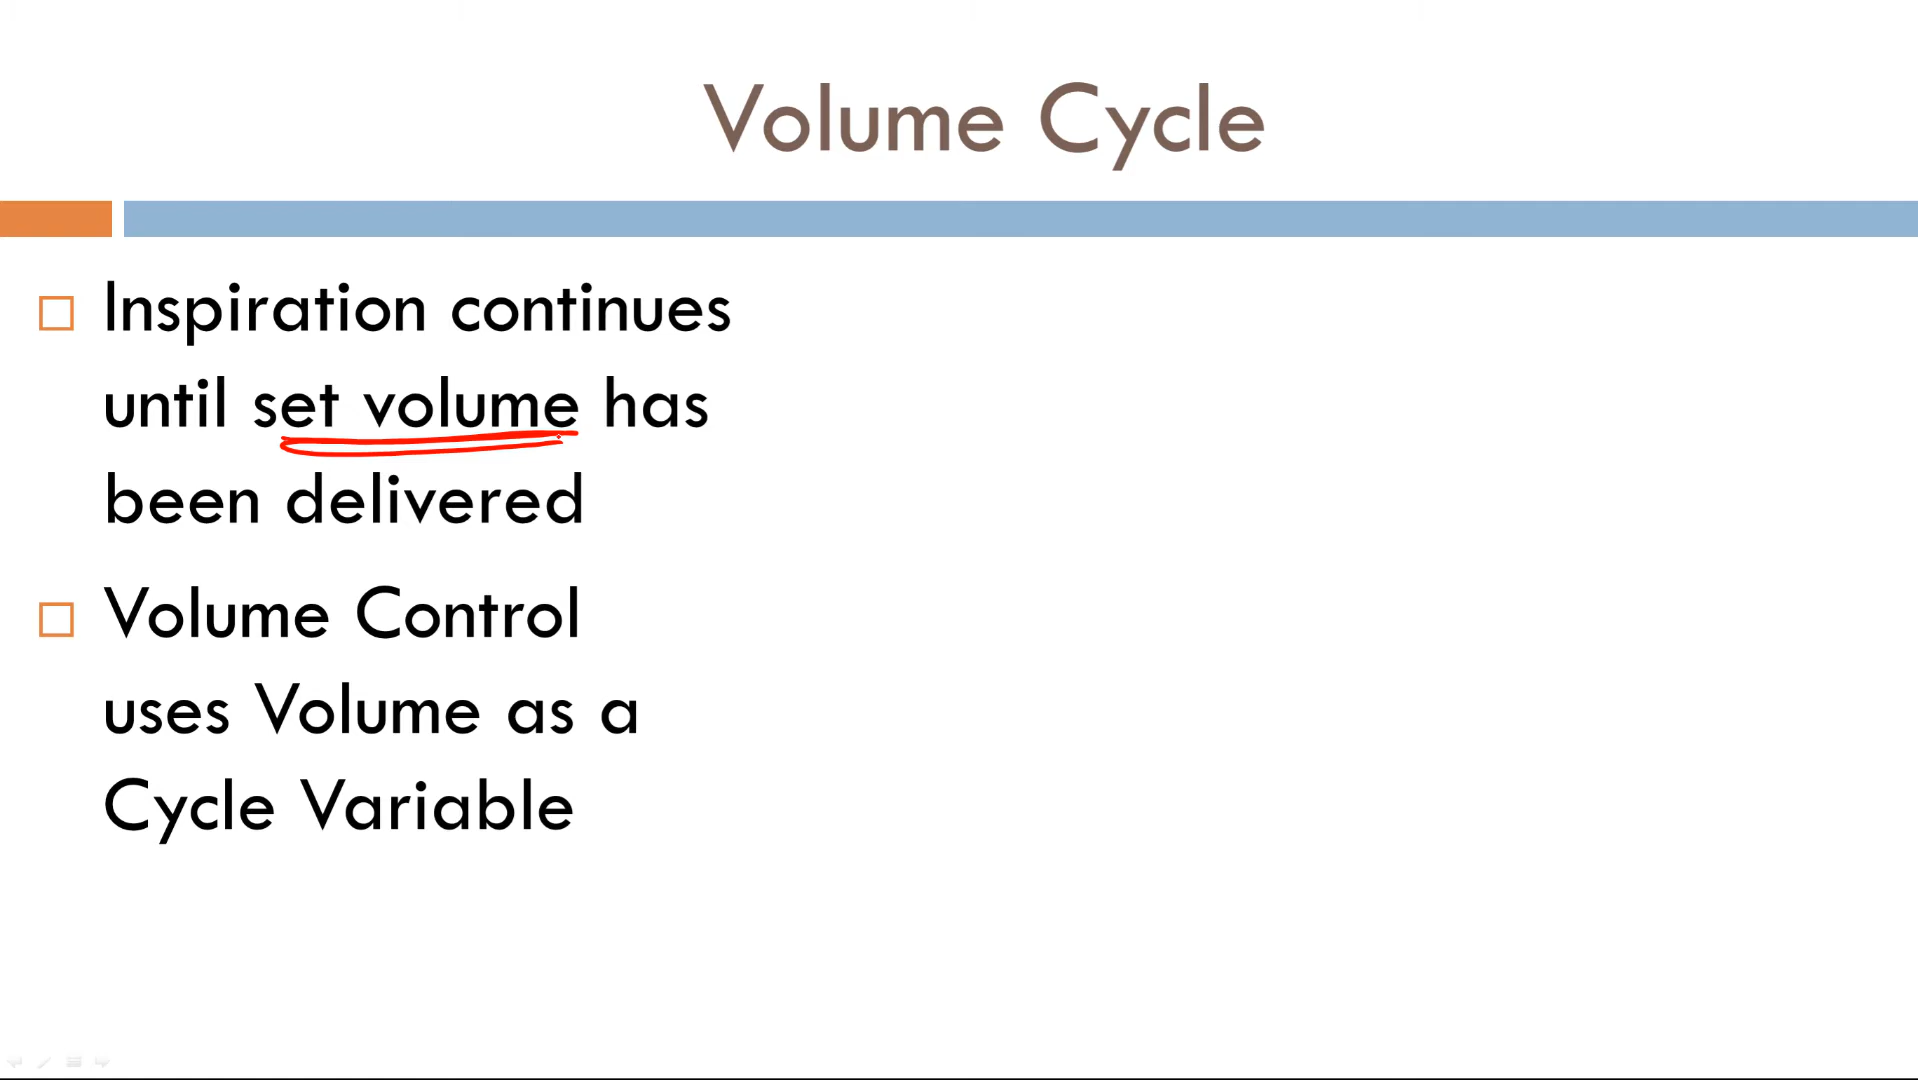 Volume Cycle
Inspiration continues
until set volume has
been delivered
Volume Control
uses Volume as a
Cycle Variable